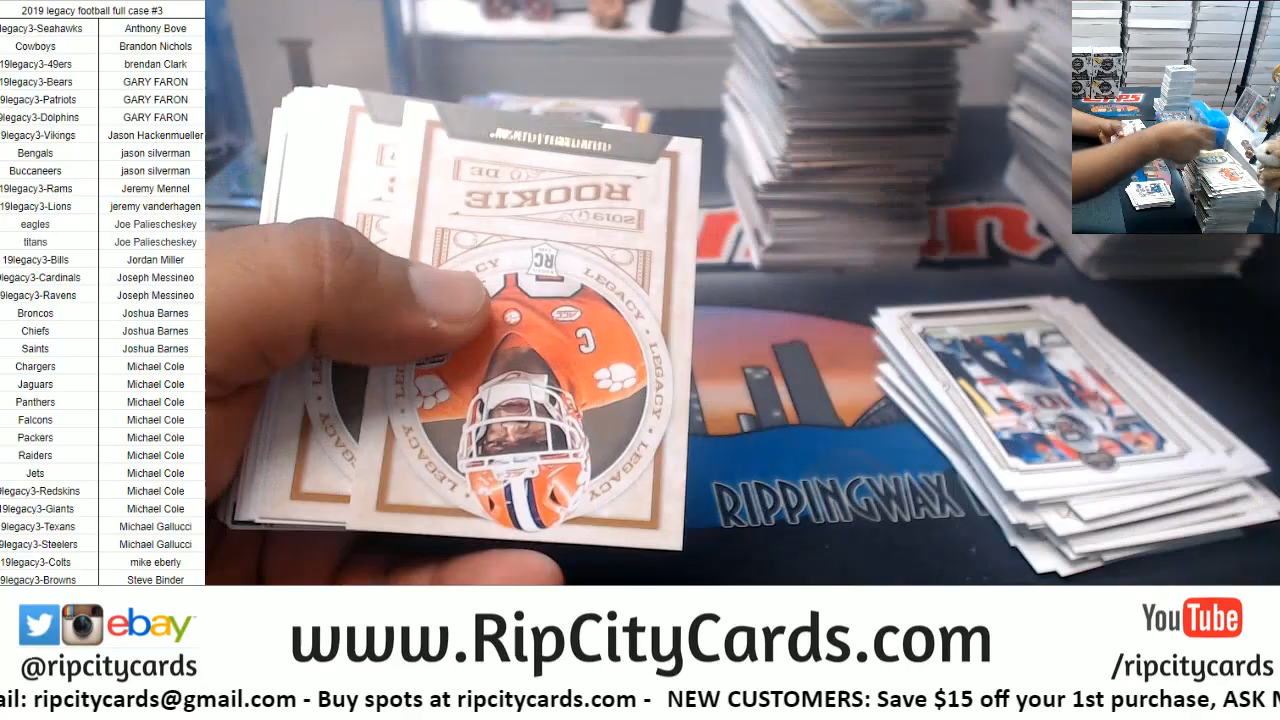 2019 legacy football full case #3
legacy3-Seahawks Anthony Bove
Cowboys Brandon Nichols
19legacy3-49ers brendan Clark
9legacy3-Bears GARY FARON
19legacy3-Patriots GARY FARON
9legacy3-Dolphins GARY FARON
19legacy3-Vikings Jason Hackenmueller
Bengals jason silverman
Buccaneers jason silverman
9legacy3-Rams Jeremy Mennel
9legacy3-Lions jeremy vanderhagen
eagles Joe Paliescheskey
titans Joe Paliescheskey
19legacy3-Bills Jordan Miller
legacy3-Cardinals Joseph Messineo
9legacy3-Ravens Joseph Messineo
Broncos Joshua Barnes
Chiefs Joshua Barnes
Saints Joshua Barnes
Chargers Michael Cole
Jaguars Michael Cole
Panthers Michael Cole
Falcons Michael Cole
Packers Michael Cole
Raiders Michael Cole
Jets Michael Cole
9legacy3-Redskins Michael Cole
9legacy3-Giants Michael Cole
9legacy3-Texans Michael Gallucci
9legacy3-Steelers Michael Gallucci
19legacy3-Colts mike eberly
9legacy3-Browns Steve Binder
ROOKIE
2019
DE
RC
LEGACY LEGACY LEGACY LEGACY
ACC
C
10
RIPPINGWAX
ebay
@ripcitycards
www.RipCityCards.com
YouTube
/ripcitycards
ail: ripcitycards@gmail.com - Buy spots at ripcitycards.com - NEW CUSTOMERS: Save $15 off your 1st purchase, ASK